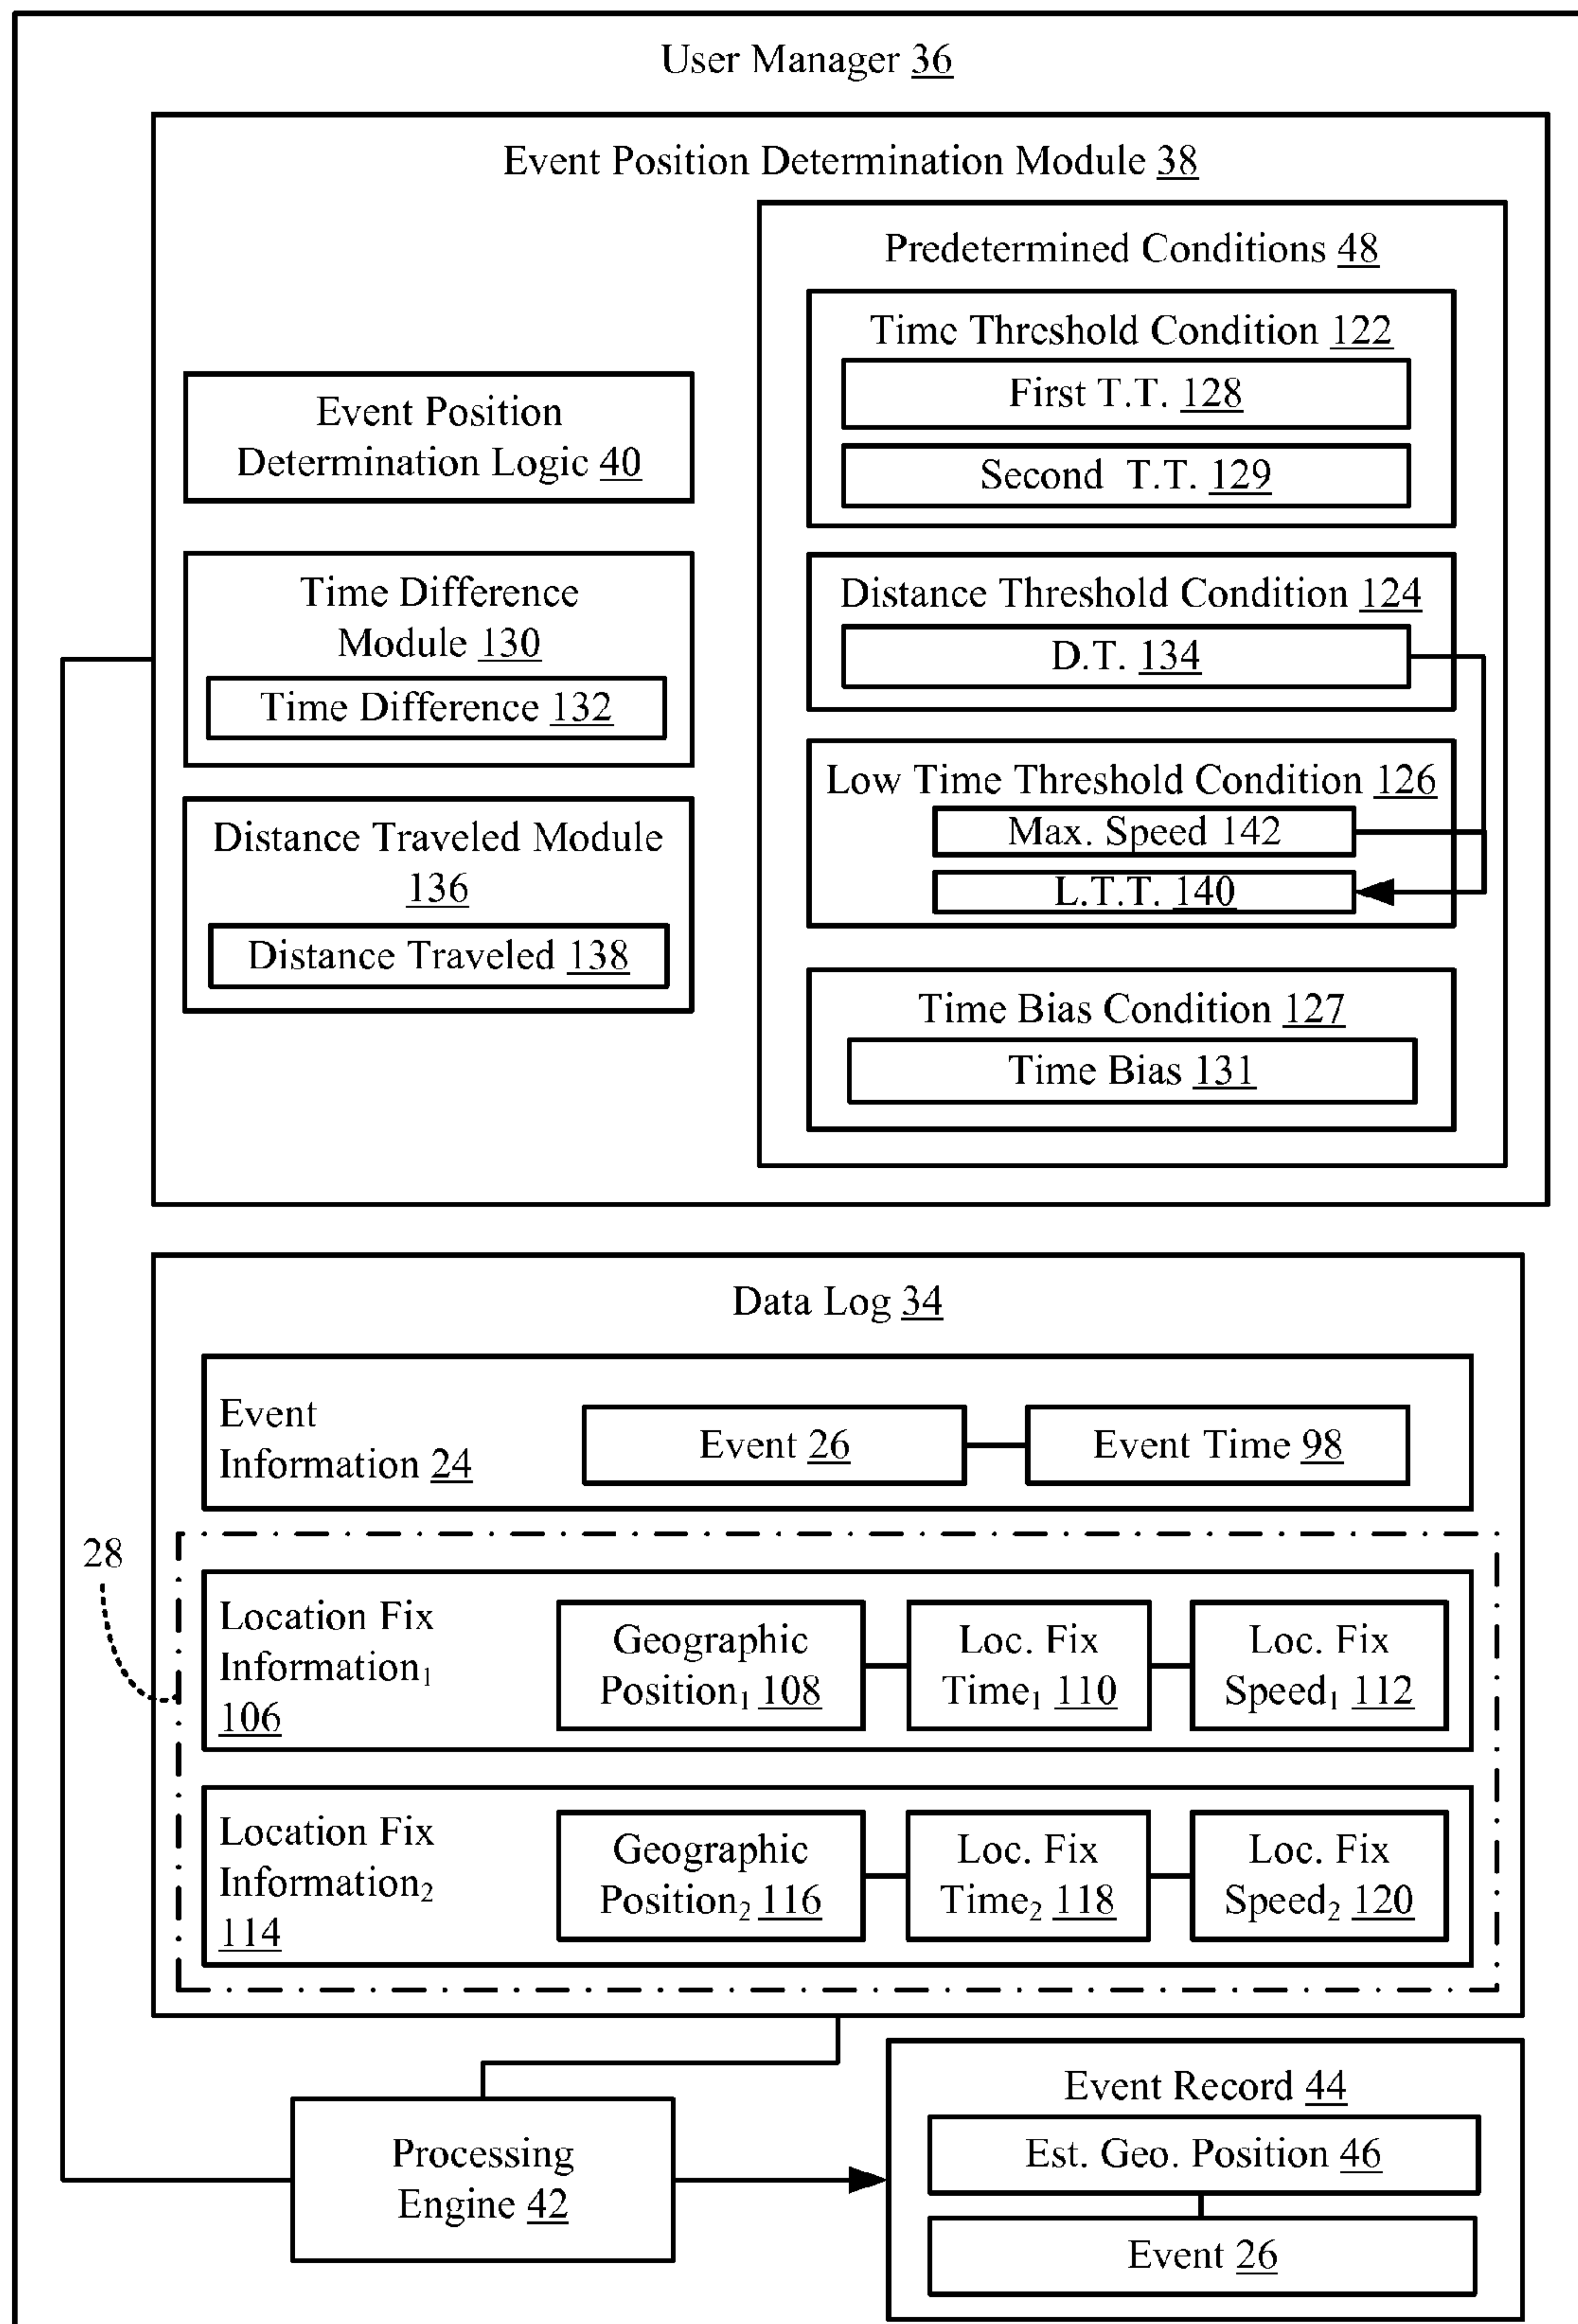 User Manager 36
Event Position Determination Module 38
Event Position
Determination Logic 40
Time Difference
Module 130
Time Difference 132
Distance Traveled Module
136
Distance Traveled 138
Predetermined Conditions 48
Time Threshold Condition 122
First T.T. 128
Second T.T. 129
Distance Threshold Condition 124
D.T. 134
Low Time Threshold Condition 126
Max. Speed 142
L.T.T. 140
Time Bias Condition 127
Time Bias 131
Data Log 34
Event
Information 24
Event 26
Event Time 98
28
Location Fix
Information₁
106
Geographic
Position₁ 108
Loc. Fix
Time₁ 110
Loc. Fix
Speed₁ 112
Location Fix
Information₂
114
Geographic
Position₂ 116
Loc. Fix
Time₂ 118
Loc. Fix
Speed₂ 120
Processing
Engine 42
Event Record 44
Est. Geo. Position 46
Event 26